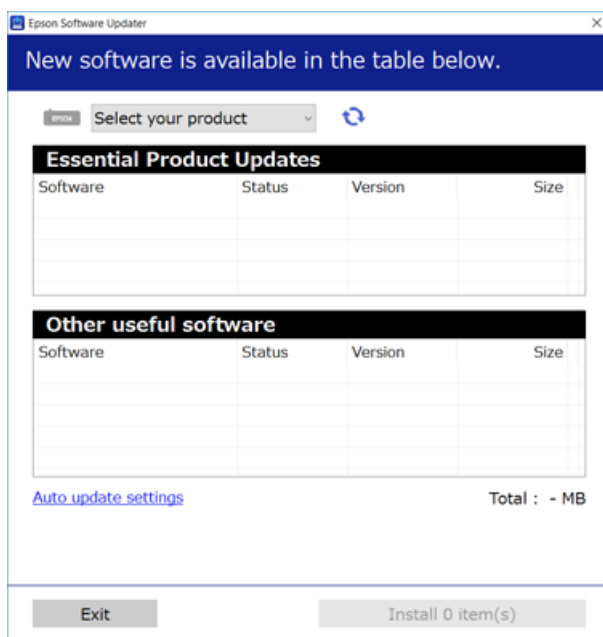 Epson Software Updater
New software is available in the table below.
EPSON Select your product
Essential Product Updates
Software Status Version Size
Other useful software
Software Status Version Size
Auto update settings Total : - MB
Exit Install 0 item(s)